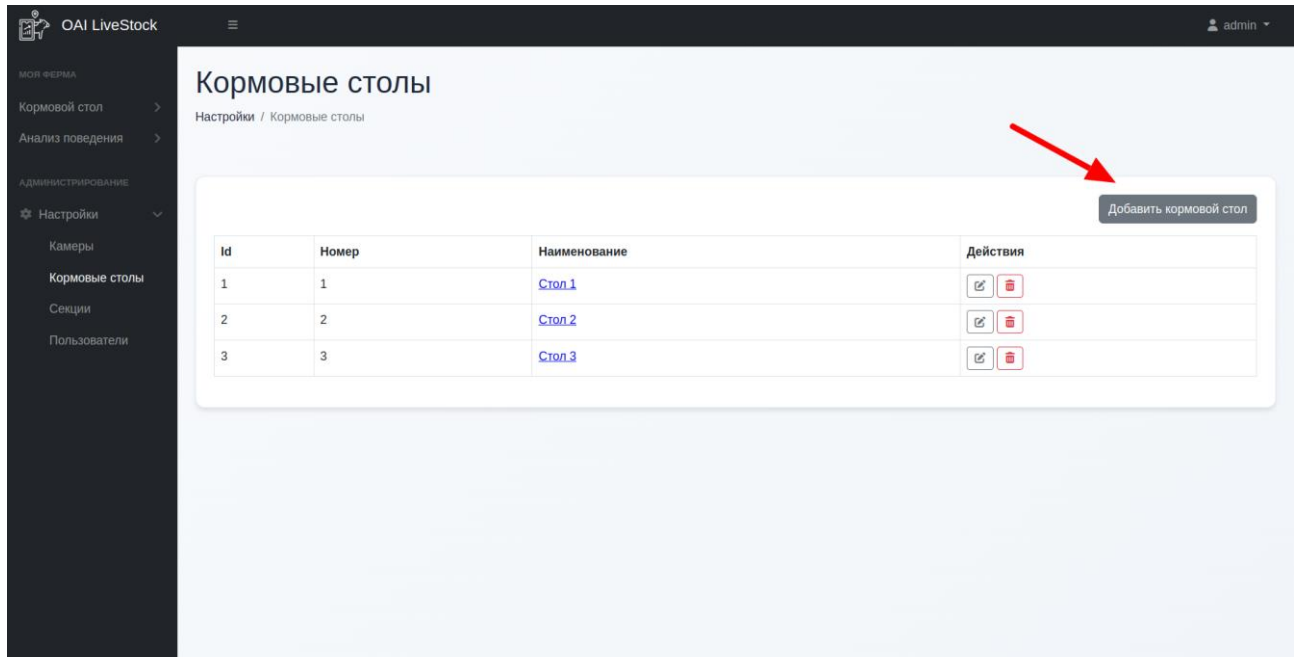 OAI LiveStock
admin
МОЯ ФЕРМА
Кормовой стол
Анализ поведения
АДМИНИСТРИРОВАНИЕ
Настройки
Камеры
Кормовые столы
Секции
Пользователи
Кормовые столы
Настройки / Кормовые столы
Добавить кормовой стол
Id Номер Наименование Действия
1 1 Стол 1
2 2 Стол 2
3 3 Стол 3